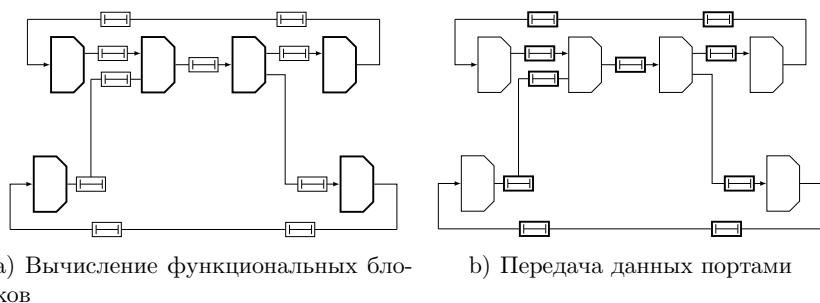 a) Вычисление функциональных бло-
ков
b) Передача данных портами